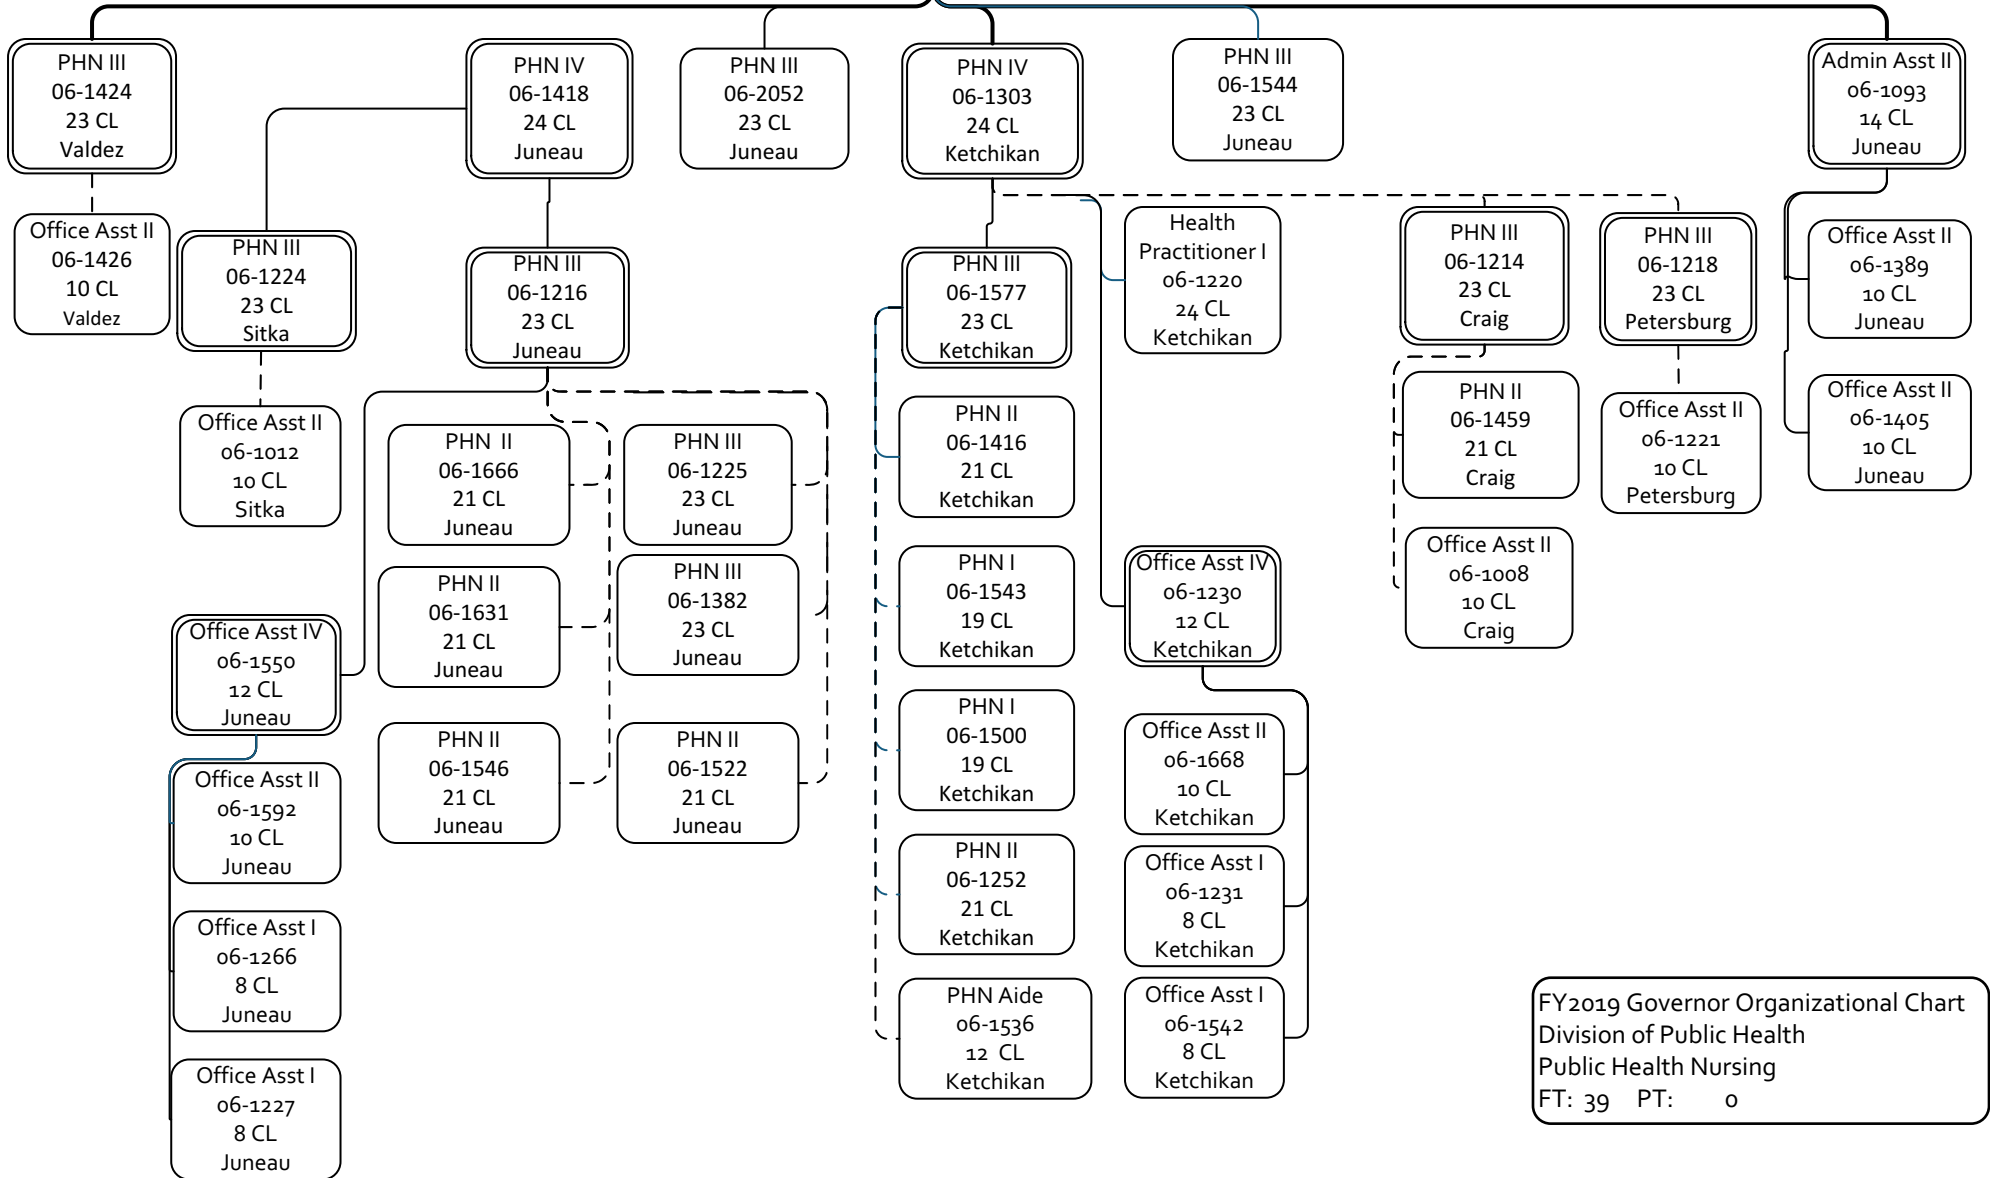 PHN III
06-1424
23 CL
Valdez
PHN IV
06-1418
24 CL
Juneau
PHN III
06-2052
23 CL
Juneau
PHN IV
06-1303
24 CL
Ketchikan
PHN III
06-1544
23 CL
Juneau
Admin Asst II
06-1093
14 CL
Juneau
Office Asst II
06-1426
10 CL
Valdez
PHN III
06-1224
23 CL
Sitka
PHN III
06-1216
23 CL
Juneau
PHN III
06-1577
23 CL
Ketchikan
Health
Practitioner I
06-1220
24 CL
Ketchikan
PHN III
06-1214
23 CL
Craig
PHN III
06-1218
23 CL
Petersburg
Office Asst II
06-1389
10 CL
Juneau
Office Asst II
06-1012
10 CL
Sitka
PHN II
06-1666
21 CL
Juneau
PHN III
06-1225
23 CL
Juneau
PHN II
06-1416
21 CL
Ketchikan
PHN II
06-1459
21 CL
Craig
Office Asst II
06-1221
10 CL
Petersburg
Office Asst II
06-1405
10 CL
Juneau
PHN II
06-1631
21 CL
Juneau
PHN III
06-1382
23 CL
Juneau
PHN I
06-1543
19 CL
Ketchikan
Office Asst IV
06-1230
12 CL
Ketchikan
Office Asst II
06-1008
10 CL
Craig
Office Asst IV
06-1550
12 CL
Juneau
PHN II
06-1546
21 CL
Juneau
PHN II
06-1522
21 CL
Juneau
PHN I
06-1500
19 CL
Ketchikan
Office Asst II
06-1668
10 CL
Ketchikan
Office Asst II
06-1592
10 CL
Juneau
PHN II
06-1252
21 CL
Ketchikan
Office Asst I
06-1231
8 CL
Ketchikan
Office Asst I
06-1266
8 CL
Juneau
PHN Aide
06-1536
12 CL
Ketchikan
Office Asst I
06-1542
8 CL
Ketchikan
Office Asst I
06-1227
8 CL
Juneau
FY2019 Governor Organizational Chart
Division of Public Health
Public Health Nursing
FT: 39 PT: 0